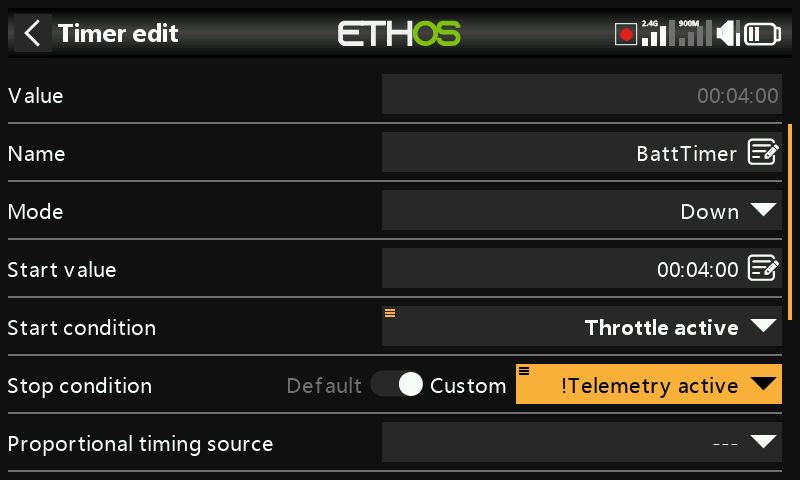 Timer edit ETHOS 2.4G 900M
Value 00:04:00
Name BattTimer
Mode Down
Start value 00:04:00
Start condition Throttle active
Stop condition Default Custom !Telemetry active
Proportional timing source ---